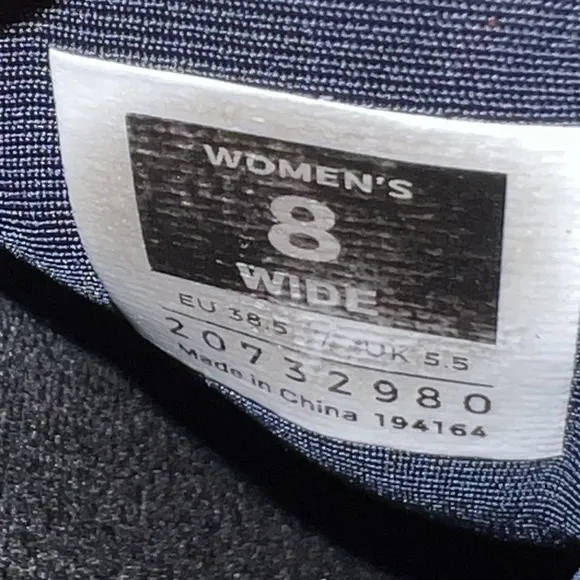 WOMEN'S
8
WIDE
EU 38.5 UK 5.5
20732980
Made in China 194164